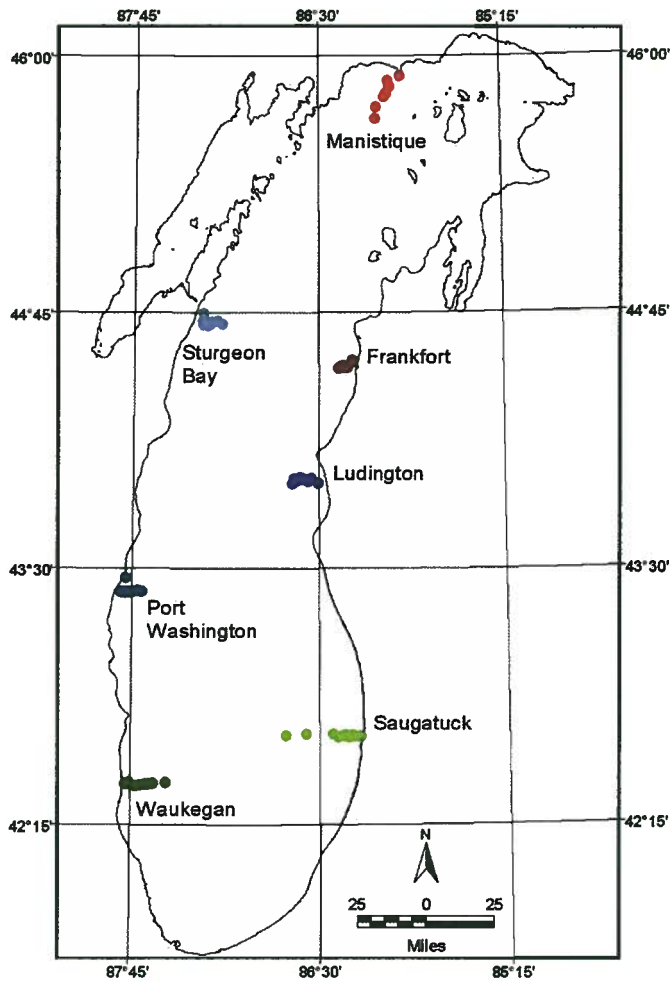 87°45' 86°30' 85°15'
46°00' 46°00'
Manistique
44°45' 44°45'
Sturgeon
Bay
Frankfort
Ludington
43°30' 43°30'
Port
Washington
Saugatuck
Waukegan
42°15' 42°15'
N
25 0 25
Miles
87°45' 86°30' 85°15'